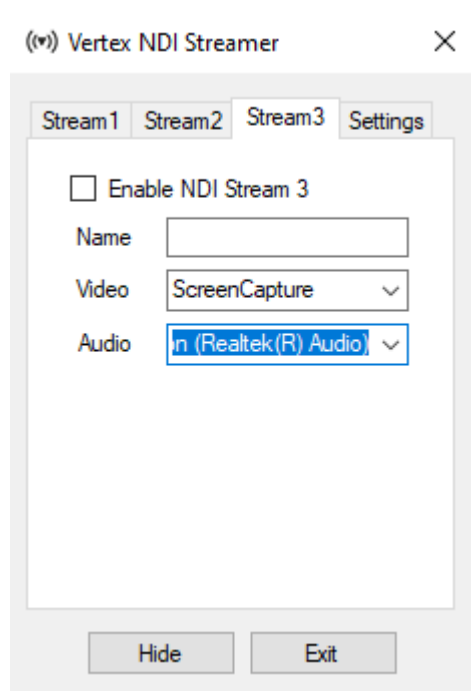 Vertex NDI Streamer
Stream1 Stream2 Stream3 Settings
Enable NDI Stream 3
Name
Video ScreenCapture
Audio n (Realtek(R) Audio)
Hide Exit